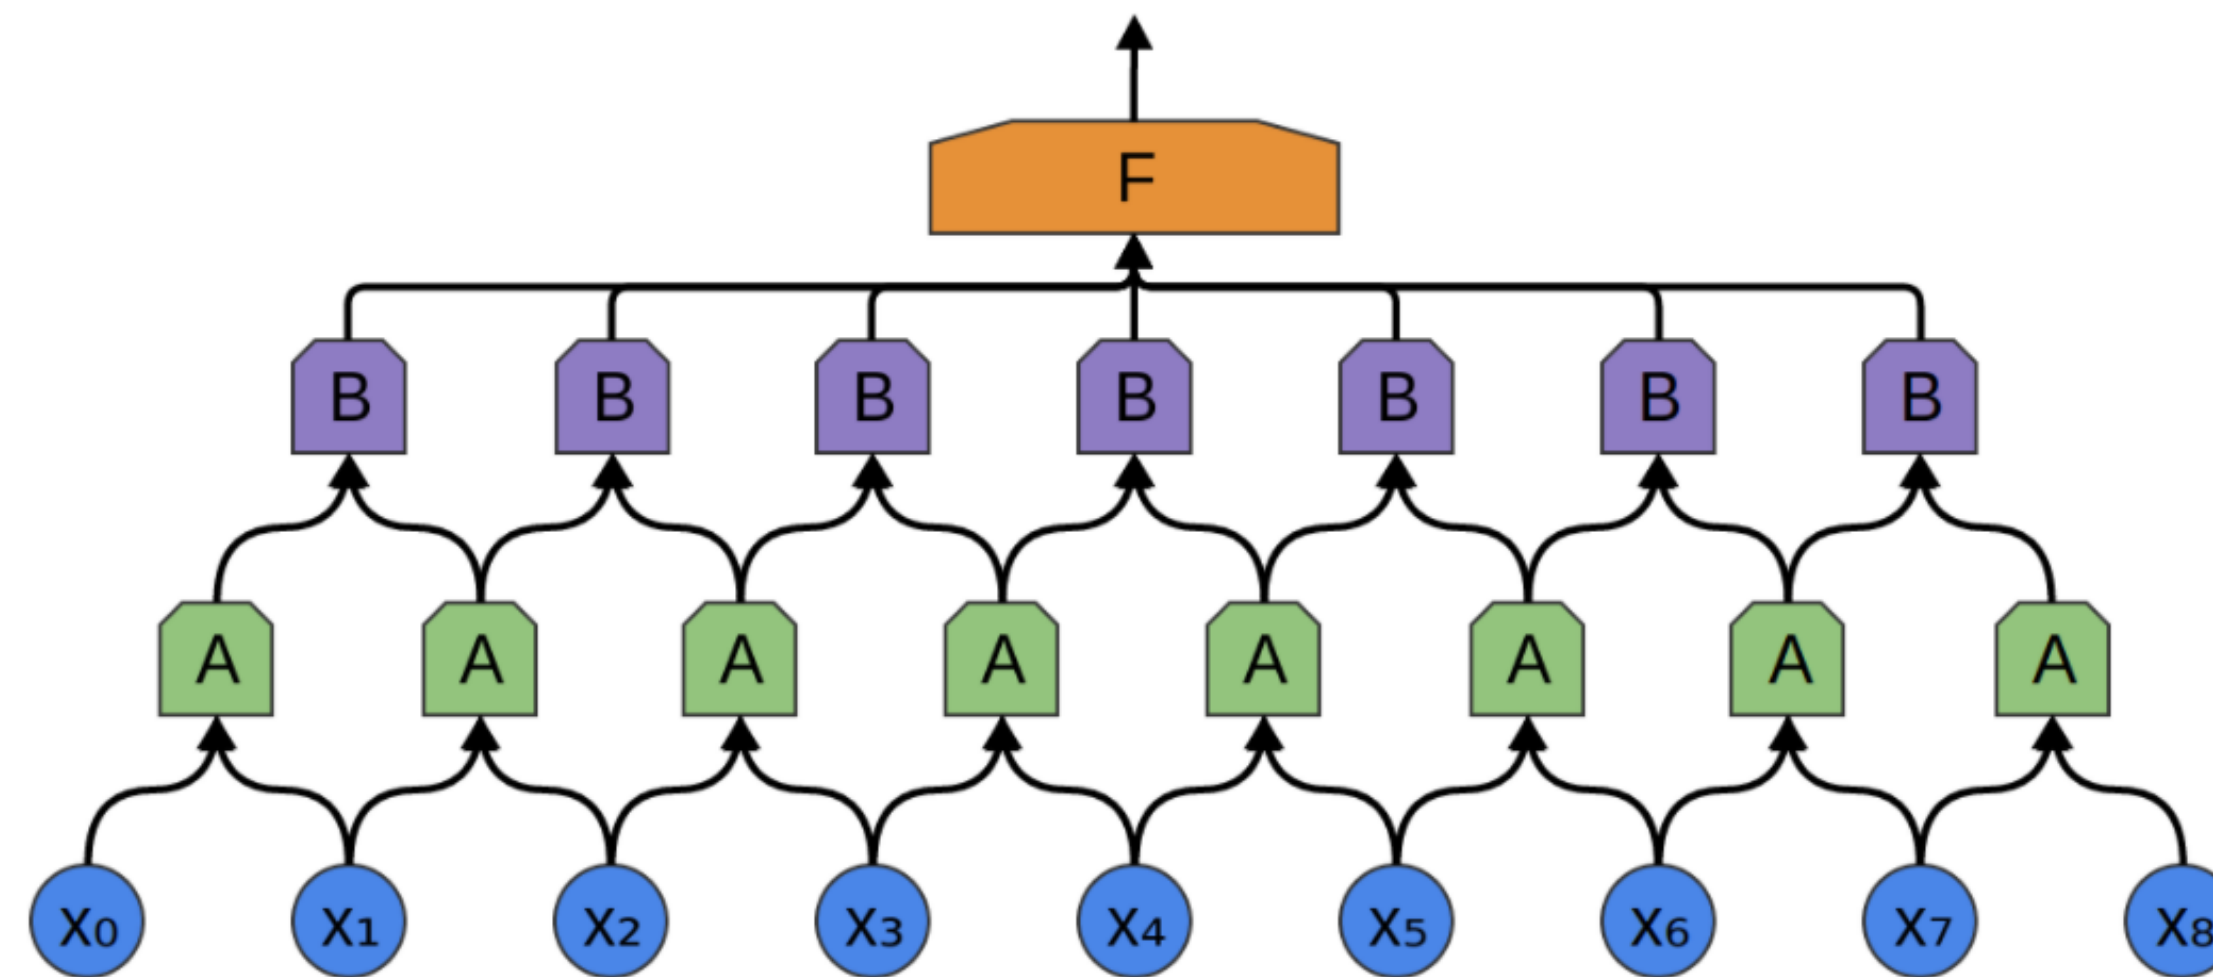 F
B B B B B B B
A A A A A A A A
x₀ x₁ x₂ x₃ x₄ x₅ x₆ x₇ x₈